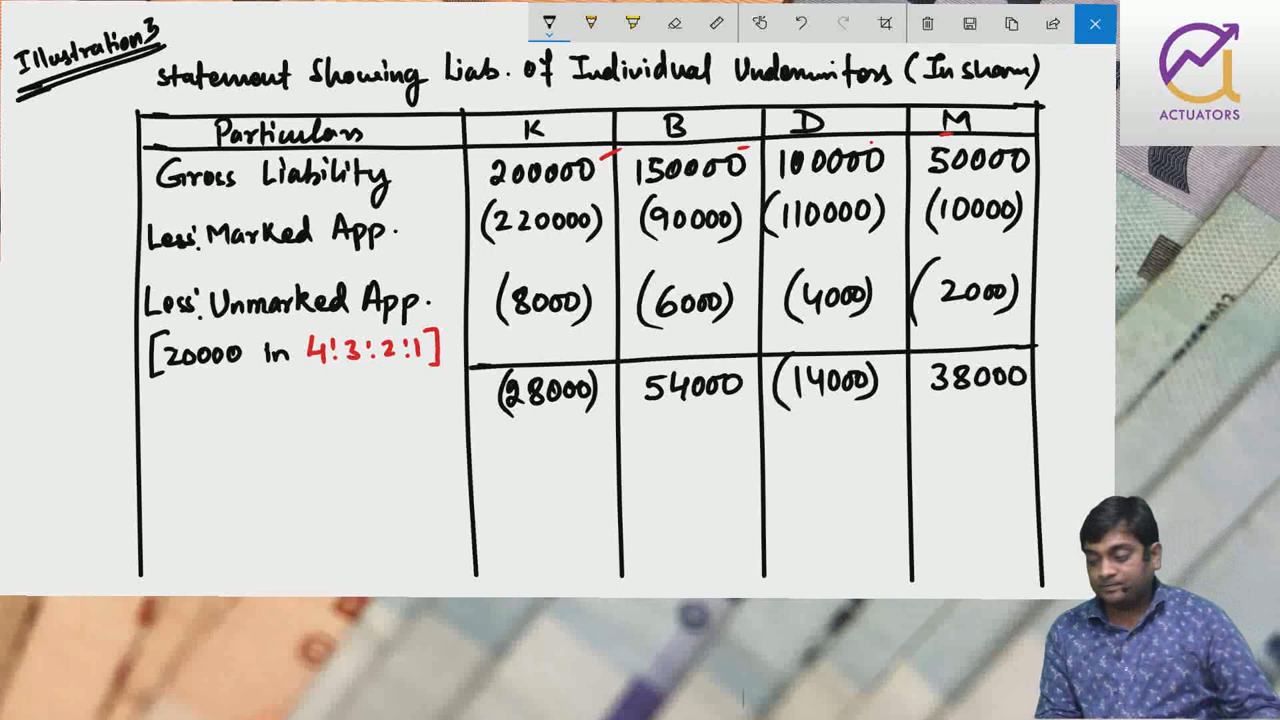 Illustration 3
Statement Showing Liab. of Individual Underwriters (In shares)
Particulars K B D M
Gross Liability 200000 150000 100000 50000
Less: Marked App. (220000) (90000) (110000) (10000)
Less: Unmarked App. (8000) (6000) (4000) (2000)
[20000 in 4:3:2:1]
(28000) 54000 (14000) 38000
ACTUATORS